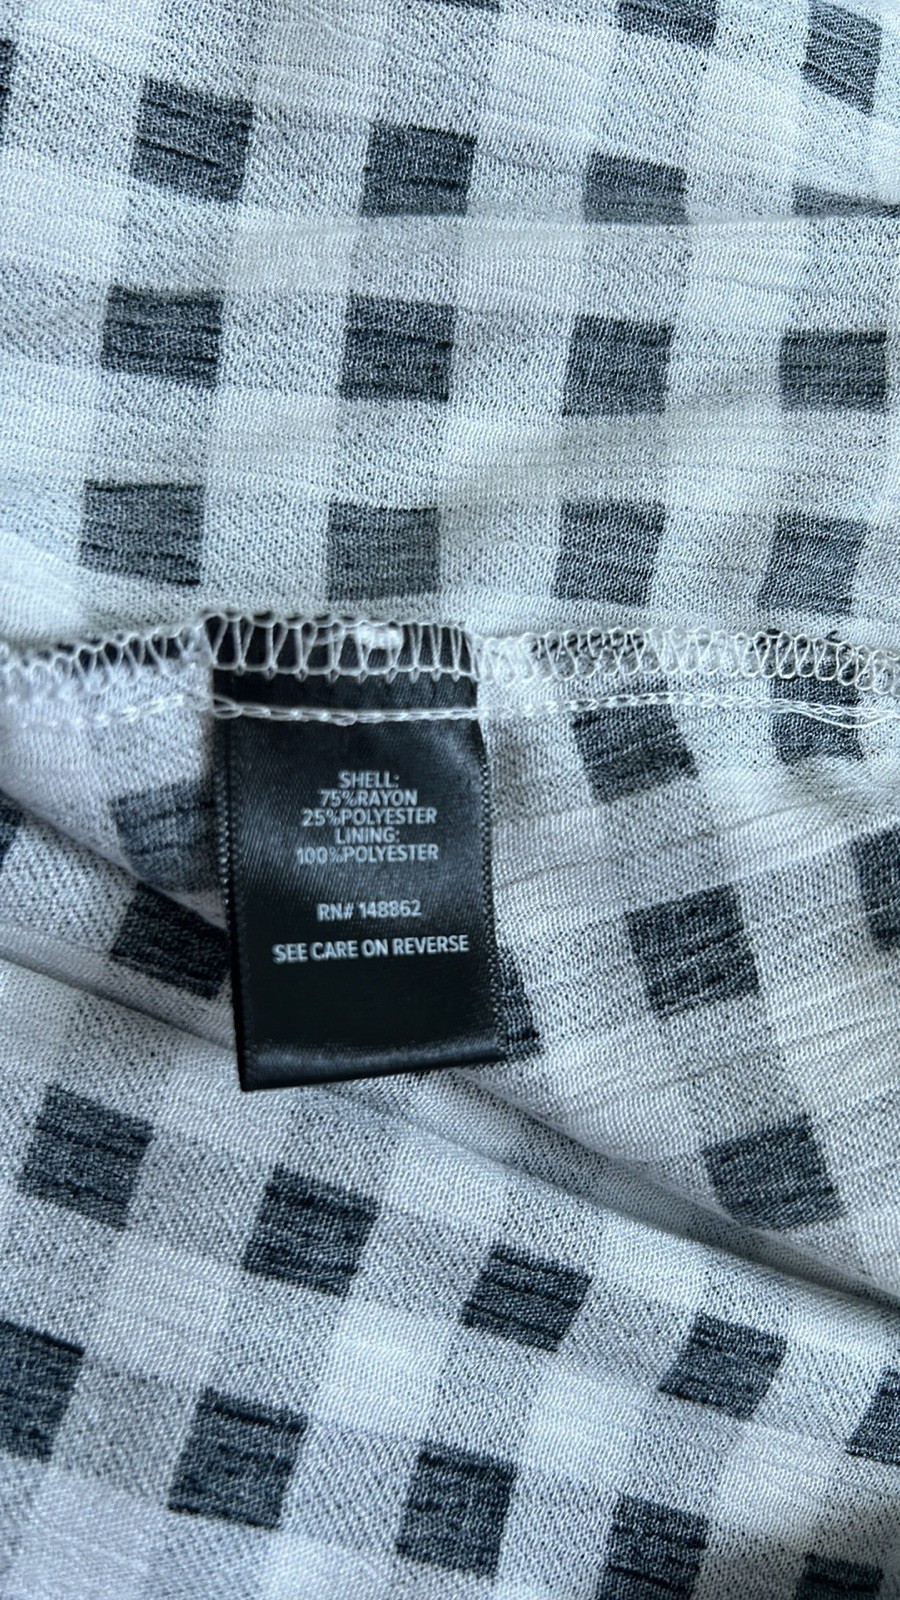 SHELL:
75%RAYON
25%POLYESTER
LINING:
100%POLYESTER
RN# 148862
SEE CARE ON REVERSE